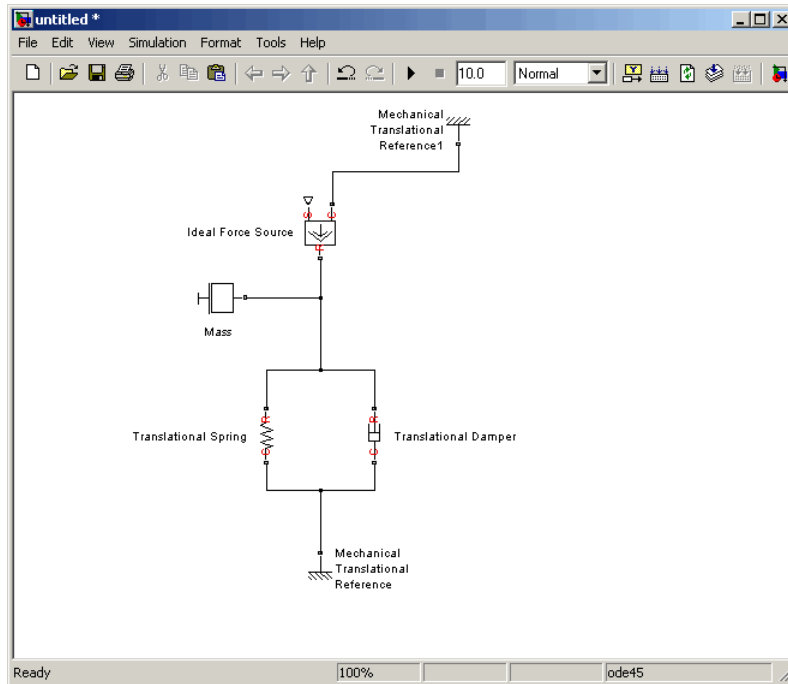 untitled *
File Edit View Simulation Format Tools Help
10.0 Normal
Mechanical
Translational
Reference1
S C
Ideal Force Source
R
Mass
R R
Translational Spring Translational Damper
C C
Mechanical
Translational
Reference
Ready 100% ode45